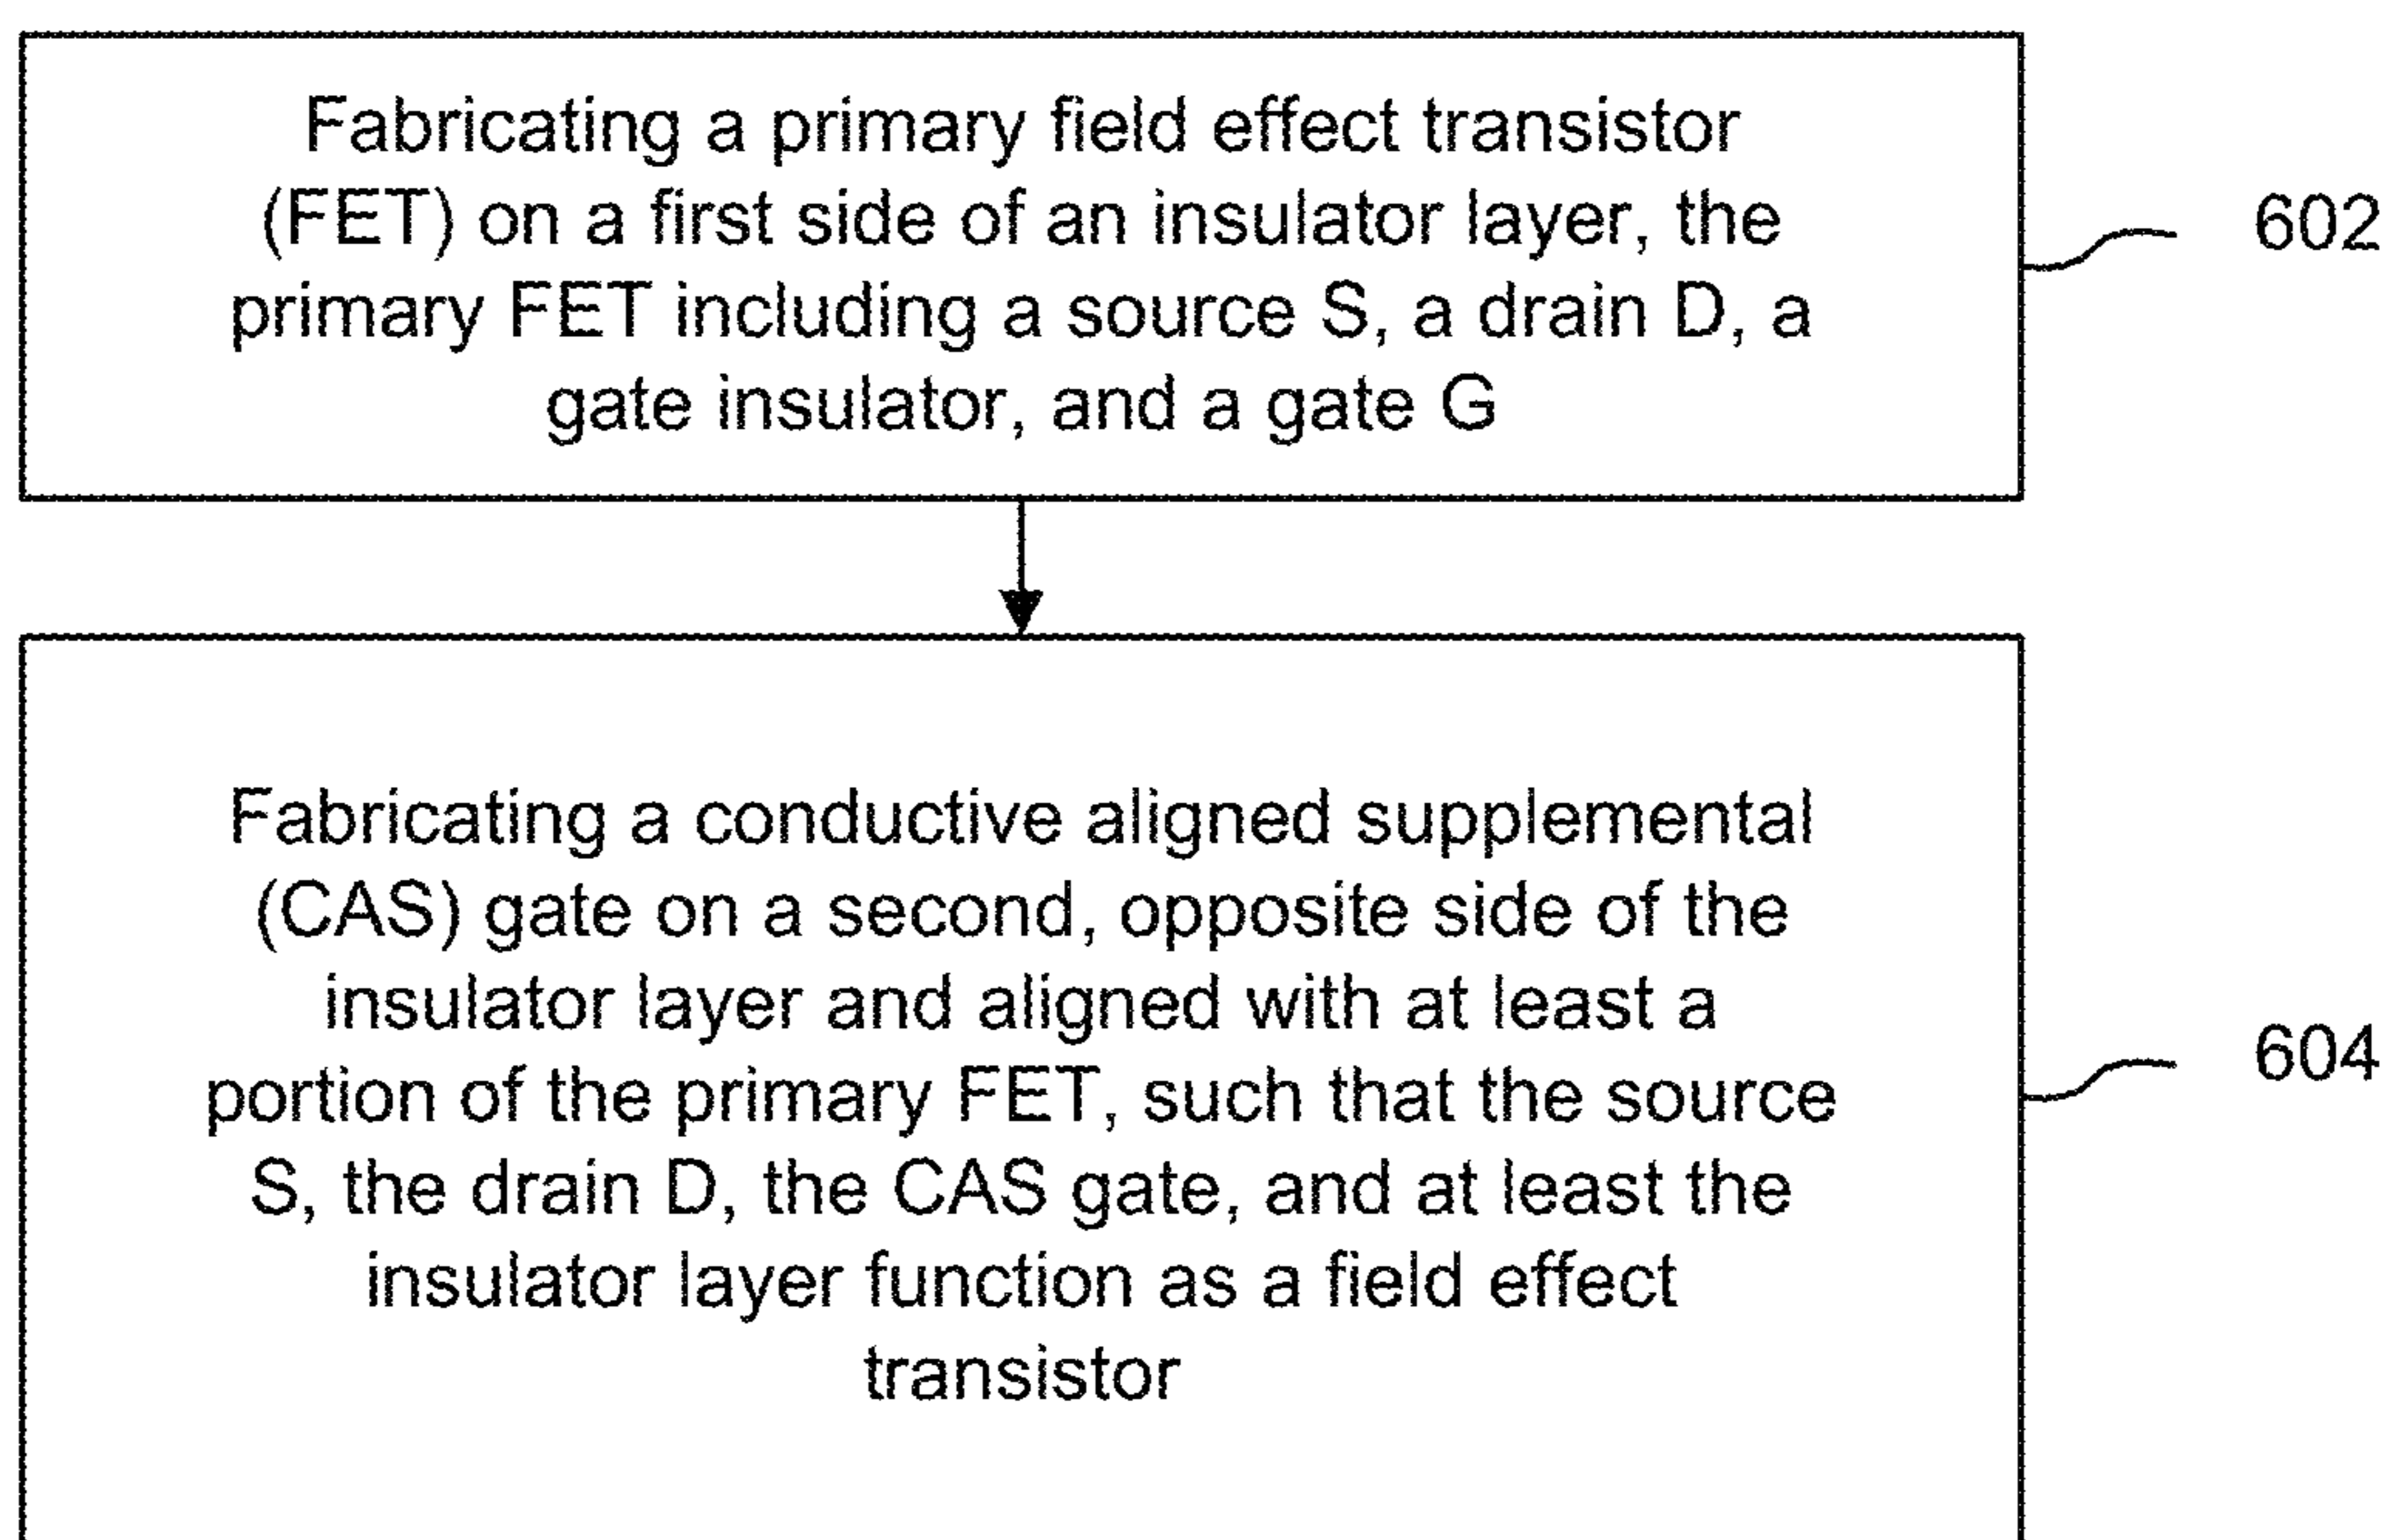 Fabricating a primary field effect transistor
(FET) on a first side of an insulator layer, the
primary FET including a source S, a drain D, a
gate insulator, and a gate G
602
Fabricating a conductive aligned supplemental
(CAS) gate on a second, opposite side of the
insulator layer and aligned with at least a
portion of the primary FET, such that the source
S, the drain D, the CAS gate, and at least the
insulator layer function as a field effect
transistor
604